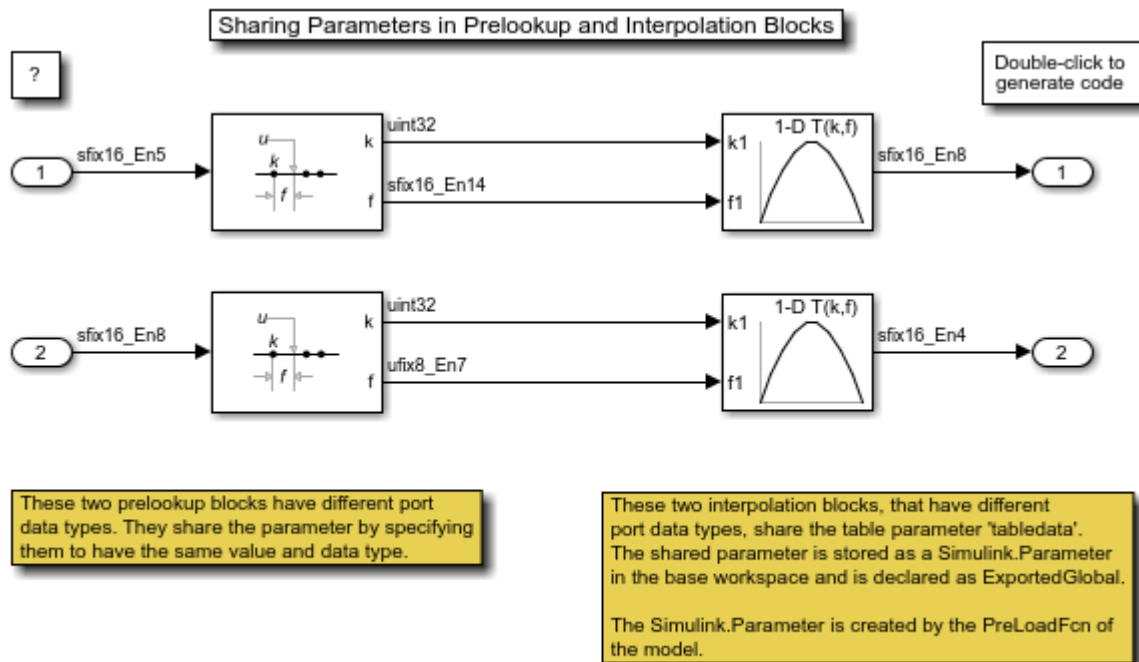 Sharing Parameters in Prelookup and Interpolation Blocks
?
Double-click to
generate code
1
sfix16_En5
u
k
f
k
f
uint32
sfix16_En14
1-D T(k,f)
k1
f1
sfix16_En8
1
2
sfix16_En8
u
k
f
k
f
uint32
ufix8_En7
1-D T(k,f)
k1
f1
sfix16_En4
2
These two prelookup blocks have different port
data types. They share the parameter by specifying
them to have the same value and data type.
These two interpolation blocks, that have different
port data types, share the table parameter 'tabledata'.
The shared parameter is stored as a Simulink.Parameter
in the base workspace and is declared as ExportedGlobal.
The Simulink.Parameter is created by the PreLoadFcn of
the model.